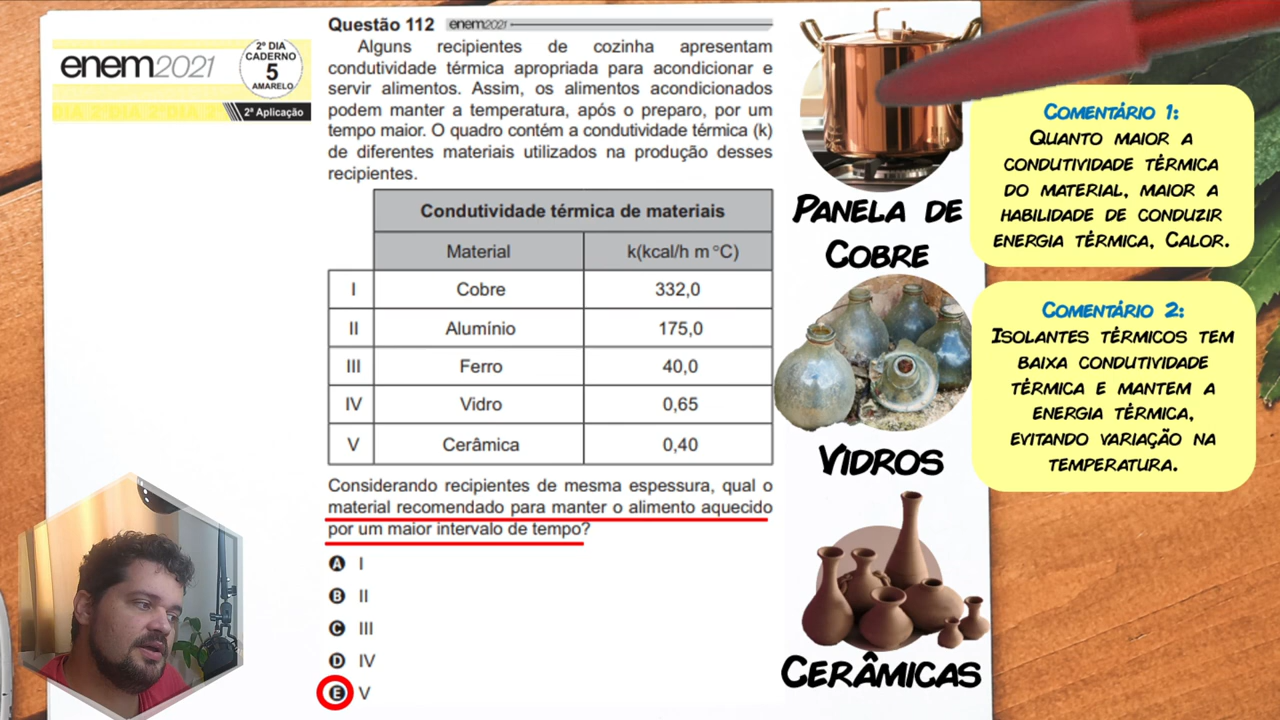 enem2021
2º DIA
CADERNO
5
AMARELO
2ª Aplicação
Questão 112 enem2021
Alguns recipientes de cozinha apresentam
condutividade térmica apropriada para acondicionar e
servir alimentos. Assim, os alimentos acondicionados
podem manter a temperatura, após o preparo, por um
tempo maior. O quadro contém a condutividade térmica (k)
de diferentes materiais utilizados na produção desses
recipientes.
Condutividade térmica de materiais
Material k(kcal/h m °C)
I Cobre 332,0
II Alumínio 175,0
III Ferro 40,0
IV Vidro 0,65
V Cerâmica 0,40
Considerando recipientes de mesma espessura, qual o
material recomendado para manter o alimento aquecido
por um maior intervalo de tempo?
A I
B II
C III
D IV
E V
PANELA DE
COBRE
VIDROS
CERÂMICAS
COMENTÁRIO 1:
QUANTO MAIOR A
CONDUTIVIDADE TÉRMICA
DO MATERIAL, MAIOR A
HABILIDADE DE CONDUZIR
ENERGIA TÉRMICA, CALOR.
COMENTÁRIO 2:
ISOLANTES TÉRMICOS TEM
BAIXA CONDUTIVIDADE
TÉRMICA E MANTEM A
ENERGIA TÉRMICA,
EVITANDO VARIAÇÃO NA
TEMPERATURA.